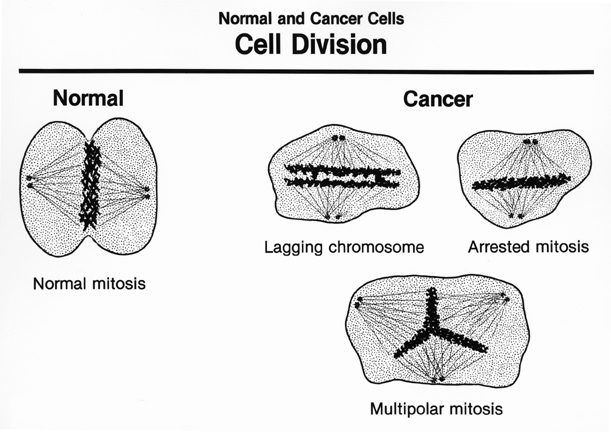 Normal and Cancer Cells
Cell Division
Normal
Cancer
Normal mitosis
Lagging chromosome
Arrested mitosis
Multipolar mitosis